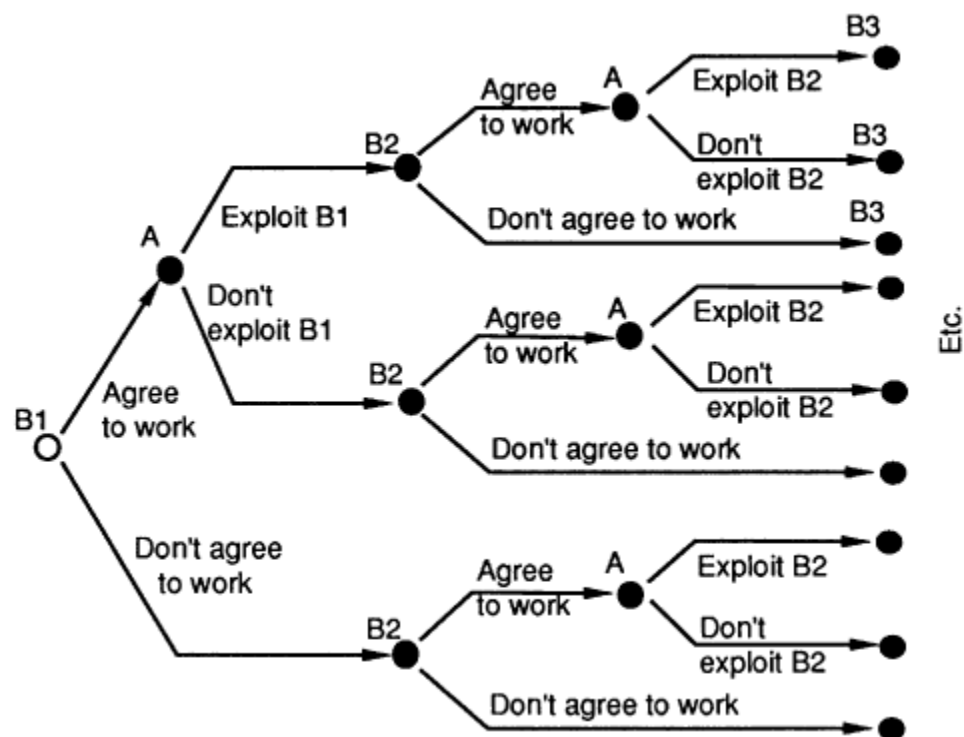 B3
A
Exploit B2
Agree
to work
B2
B3
Don't
exploit B2
Exploit B1
Don't agree to work
B3
A
Don't
exploit B1
A
Exploit B2
Agree
to work
Etc.
B2
Don't
exploit B2
Agree
to work
B1
Don't agree to work
Don't agree
to work
A
Exploit B2
Agree
to work
B2
Don't
exploit B2
Don't agree to work